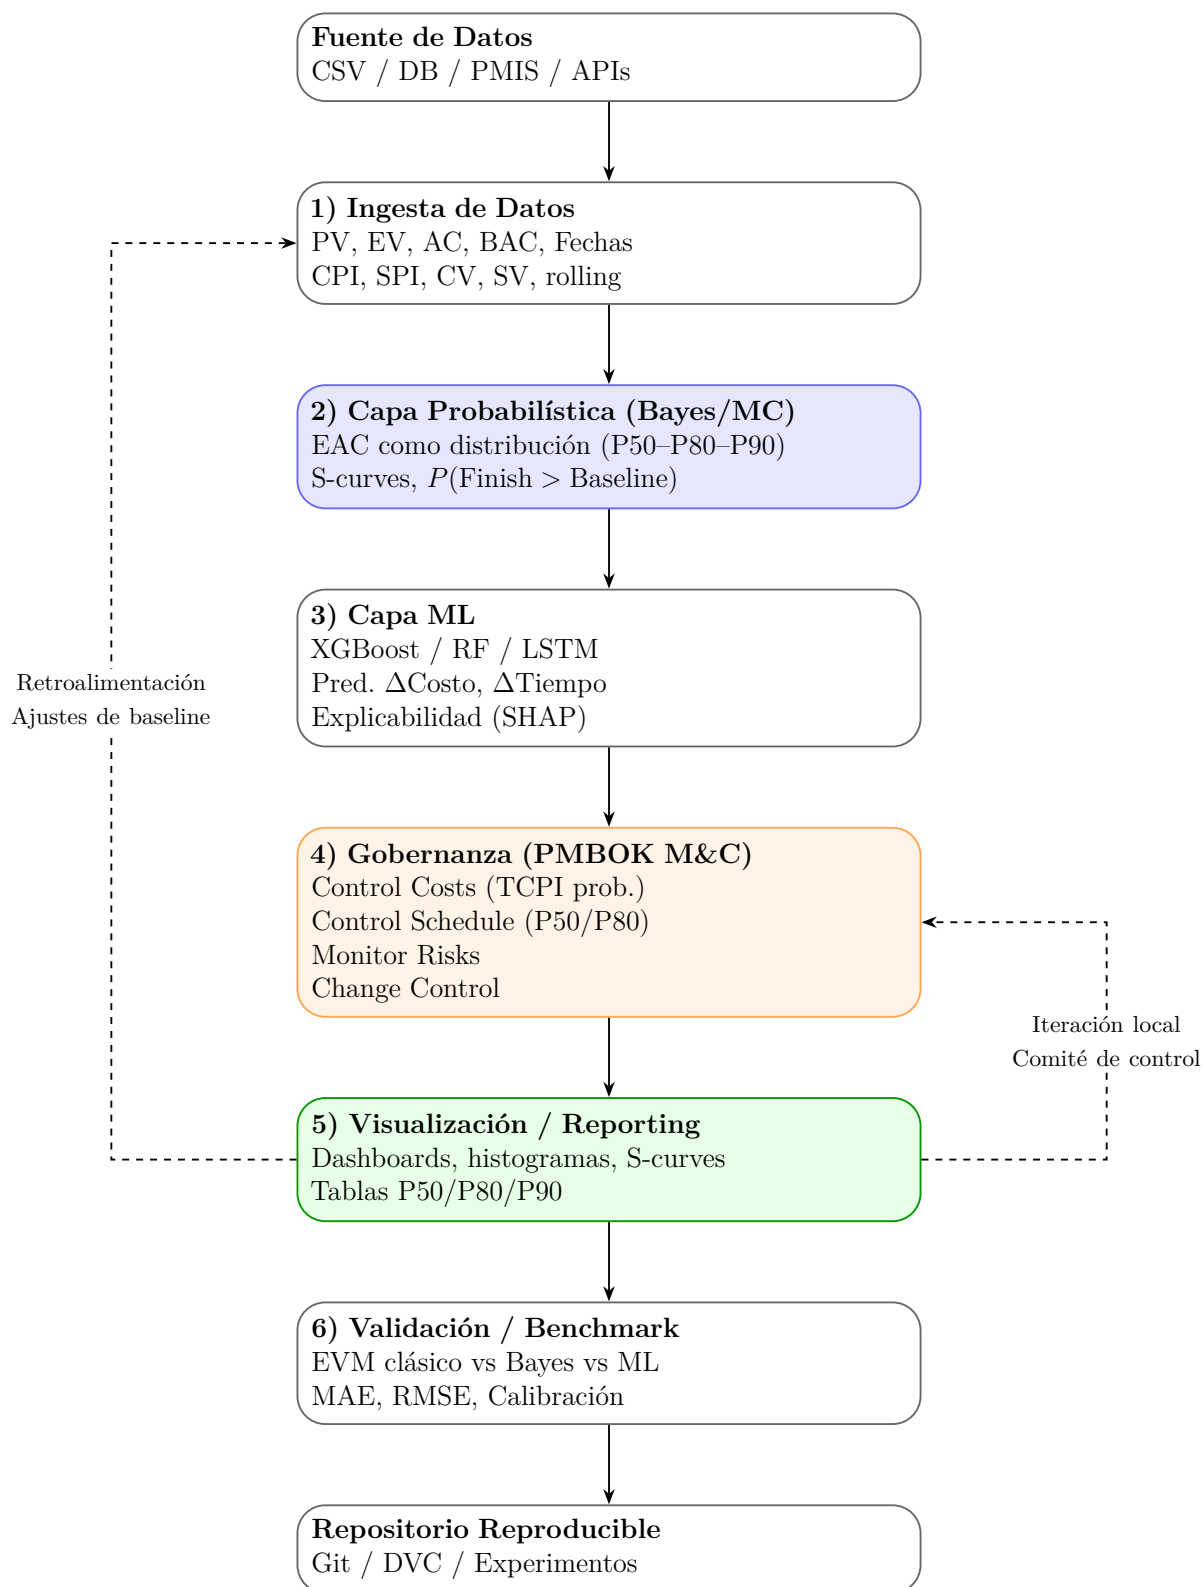 Fuente de Datos
CSV / DB / PMIS / APIs
1) Ingesta de Datos
PV, EV, AC, BAC, Fechas
CPI, SPI, CV, SV, rolling
2) Capa Probabilística (Bayes/MC)
EAC como distribución (P50–P80–P90)
S-curves, P(Finish > Baseline)
3) Capa ML
XGBoost / RF / LSTM
Pred. ΔCosto, ΔTiempo
Explicabilidad (SHAP)
Retroalimentación
Ajustes de baseline
4) Gobernanza (PMBOK M&C)
Control Costs (TCPI prob.)
Control Schedule (P50/P80)
Monitor Risks
Change Control
Iteración local
Comité de control
5) Visualización / Reporting
Dashboards, histogramas, S-curves
Tablas P50/P80/P90
6) Validación / Benchmark
EVM clásico vs Bayes vs ML
MAE, RMSE, Calibración
Repositorio Reproducible
Git / DVC / Experimentos